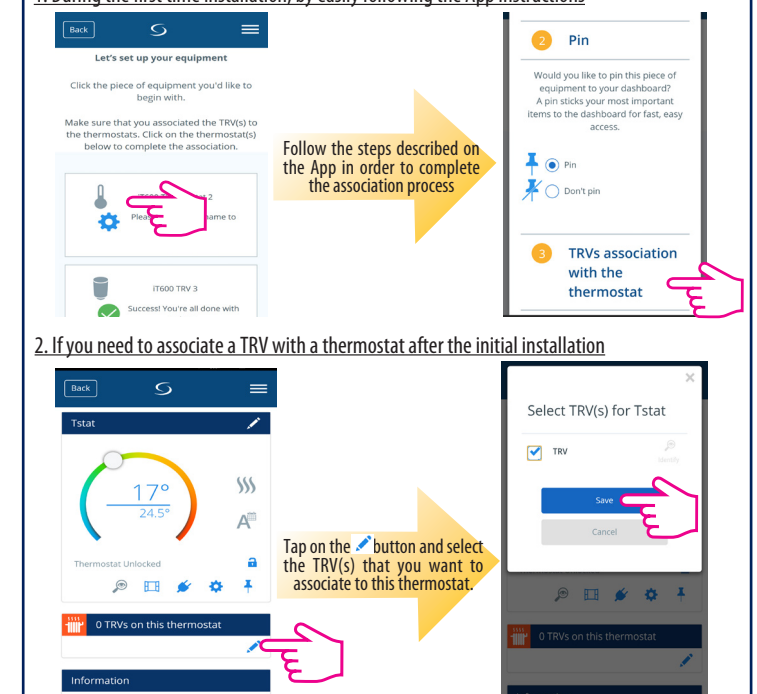 1. During the first time installation, by easily following the App instructions
Back
Let's set up your equipment
Click the piece of equipment you'd like to
begin with.
Make sure that you associated the TRV(s) to
the thermostats. Click on the thermostat(s)
below to complete the association.
iT600
2
Please
name to
iT600 TRV 3
Success! You're all done with
Follow the steps described on
the App in order to complete
the association process
2 Pin
Would you like to pin this piece of
equipment to your dashboard?
A pin sticks your most important
items to the dashboard for fast, easy
access.
Pin
Don't pin
3 TRVs association
with the
thermostat
2. If you need to associate a TRV with a thermostat after the initial installation
Back
Tstat
17°
24.5°
A
Thermostat Unlocked
0 TRVs on this thermostat
Information
Tap on the button and select
the TRV(s) that you want to
associate to this thermostat.
×
Select TRV(s) for Tstat
TRV
Identify
Save
Cancel
0 TRVs on this thermostat